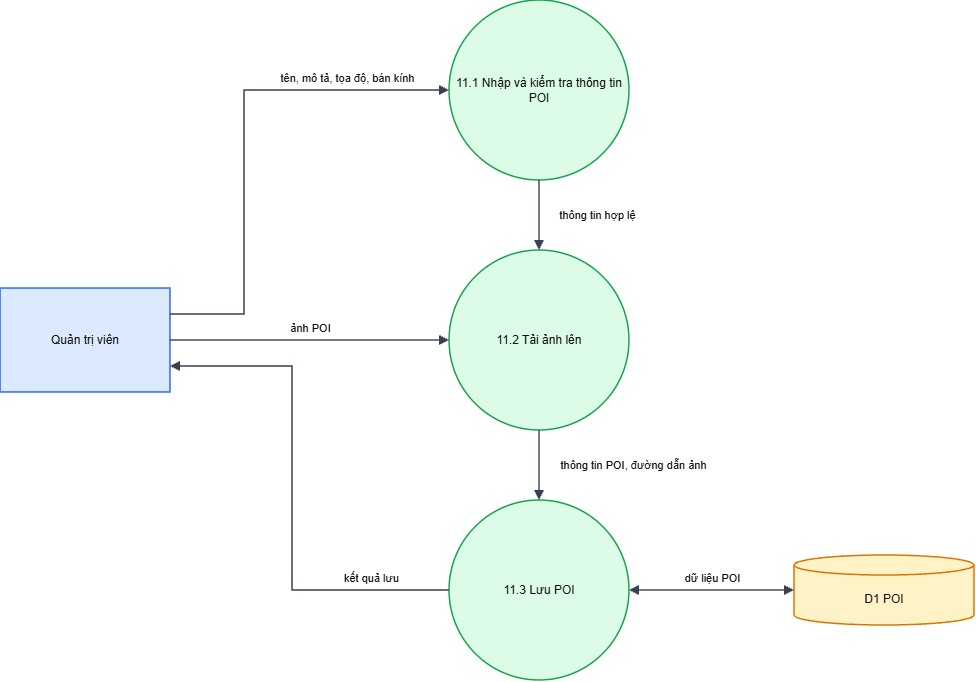 tên, mô tả, tọa độ, bán kính
11.1 Nhập và kiểm tra thông tin
POI
thông tin hợp lệ
Quản trị viên
ảnh POI
11.2 Tải ảnh lên
thông tin POI, đường dẫn ảnh
kết quả lưu
11.3 Lưu POI
dữ liệu POI
D1 POI